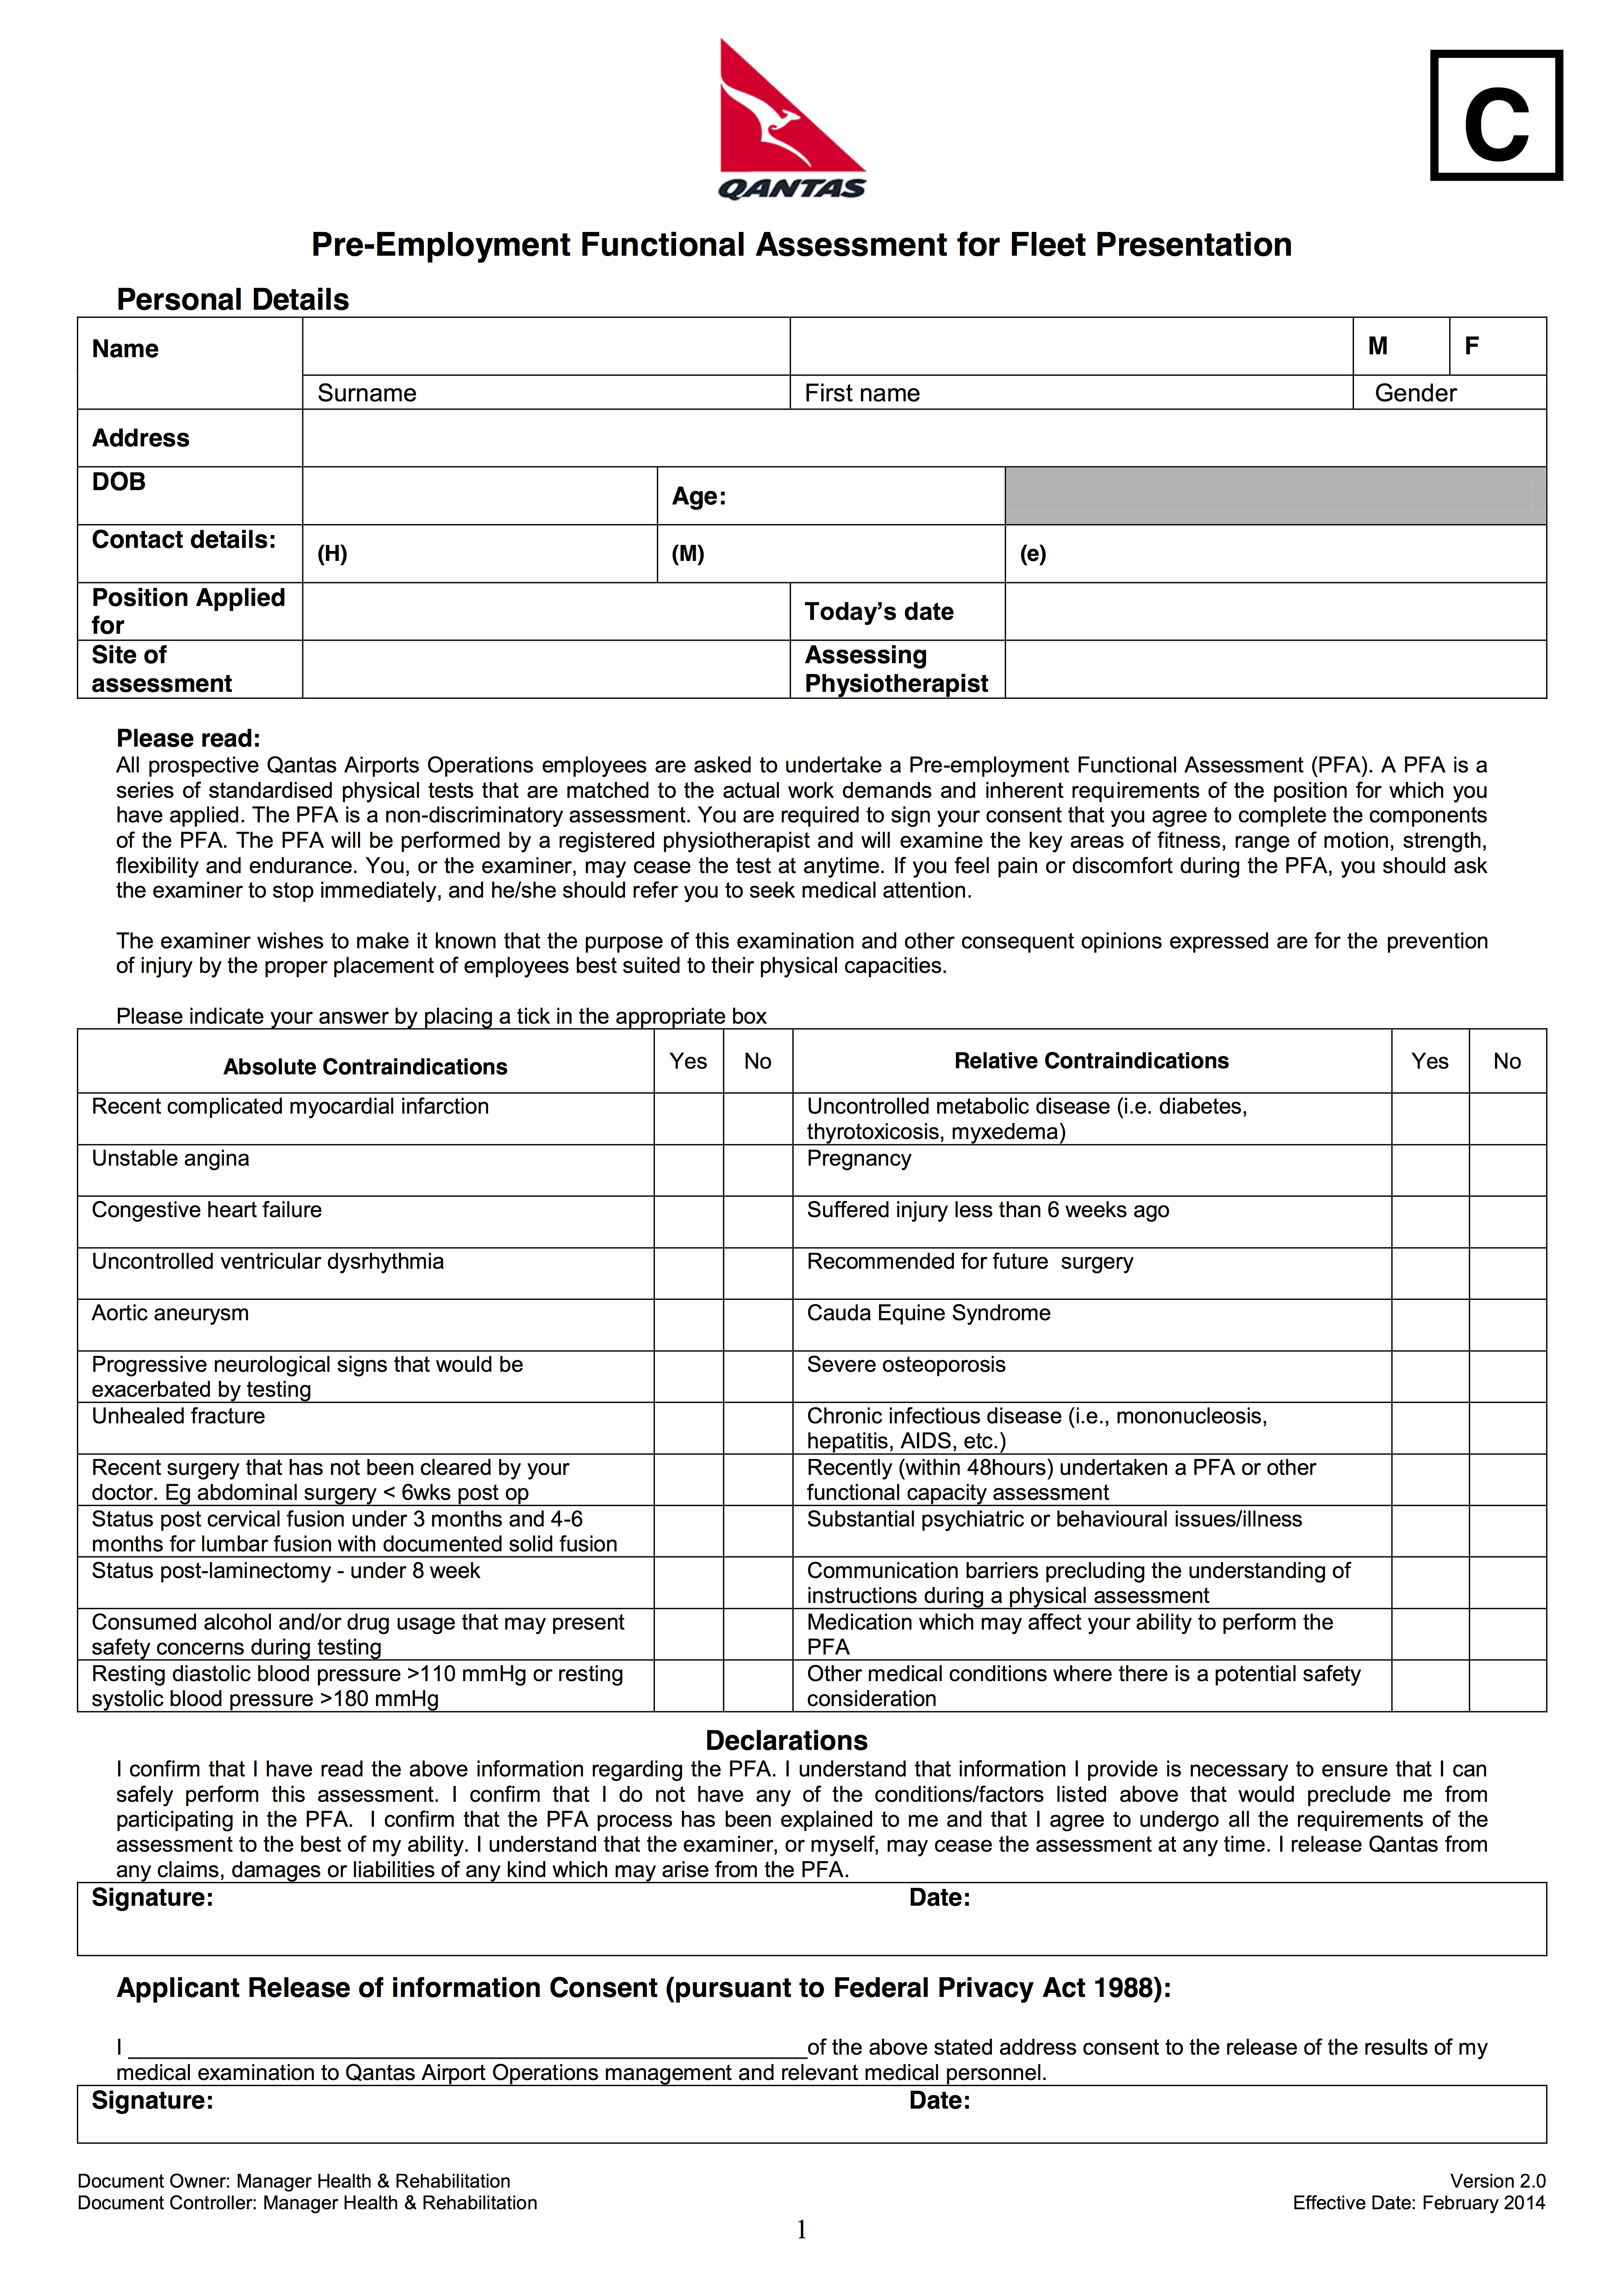 QANTAS
C
Pre-Employment Functional Assessment for Fleet Presentation
Personal Details
Name
M
F
Surname
First name
Gender
Address
DOB
Age:
Contact details:
(H)
(M)
(e)
Position Applied
for
Today’s date
Site of
assessment
Assessing
Physiotherapist
Please read:
All prospective Qantas Airports Operations employees are asked to undertake a Pre-employment Functional Assessment (PFA). A PFA is a
series of standardised physical tests that are matched to the actual work demands and inherent requirements of the position for which you
have applied. The PFA is a non-discriminatory assessment. You are required to sign your consent that you agree to complete the components
of the PFA. The PFA will be performed by a registered physiotherapist and will examine the key areas of fitness, range of motion, strength,
flexibility and endurance. You, or the examiner, may cease the test at anytime. If you feel pain or discomfort during the PFA, you should ask
the examiner to stop immediately, and he/she should refer you to seek medical attention.
The examiner wishes to make it known that the purpose of this examination and other consequent opinions expressed are for the prevention
of injury by the proper placement of employees best suited to their physical capacities.
Please indicate your answer by placing a tick in the appropriate box
Absolute Contraindications Yes No Relative Contraindications Yes No
Recent complicated myocardial infarction
Uncontrolled metabolic disease (i.e. diabetes,
thyrotoxicosis, myxedema)
Unstable angina
Pregnancy
Congestive heart failure
Suffered injury less than 6 weeks ago
Uncontrolled ventricular dysrhythmia
Recommended for future surgery
Aortic aneurysm
Cauda Equine Syndrome
Progressive neurological signs that would be
exacerbated by testing
Severe osteoporosis
Unhealed fracture
Chronic infectious disease (i.e., mononucleosis,
hepatitis, AIDS, etc.)
Recent surgery that has not been cleared by your
doctor. Eg abdominal surgery < 6wks post op
Recently (within 48hours) undertaken a PFA or other
functional capacity assessment
Status post cervical fusion under 3 months and 4-6
months for lumbar fusion with documented solid fusion
Substantial psychiatric or behavioural issues/illness
Status post-laminectomy - under 8 week
Communication barriers precluding the understanding of
instructions during a physical assessment
Consumed alcohol and/or drug usage that may present
safety concerns during testing
Medication which may affect your ability to perform the
PFA
Resting diastolic blood pressure >110 mmHg or resting
systolic blood pressure >180 mmHg
Other medical conditions where there is a potential safety
consideration
Declarations
I confirm that I have read the above information regarding the PFA. I understand that information I provide is necessary to ensure that I can
safely perform this assessment. I confirm that I do not have any of the conditions/factors listed above that would preclude me from
participating in the PFA. I confirm that the PFA process has been explained to me and that I agree to undergo all the requirements of the
assessment to the best of my ability. I understand that the examiner, or myself, may cease the assessment at any time. I release Qantas from
any claims, damages or liabilities of any kind which may arise from the PFA.
Signature: Date:
Applicant Release of information Consent (pursuant to Federal Privacy Act 1988):
I ________________________________________________________of the above stated address consent to the release of the results of my
medical examination to Qantas Airport Operations management and relevant medical personnel.
Signature: Date:
Document Owner: Manager Health & Rehabilitation Version 2.0
Document Controller: Manager Health & Rehabilitation Effective Date: February 2014
1